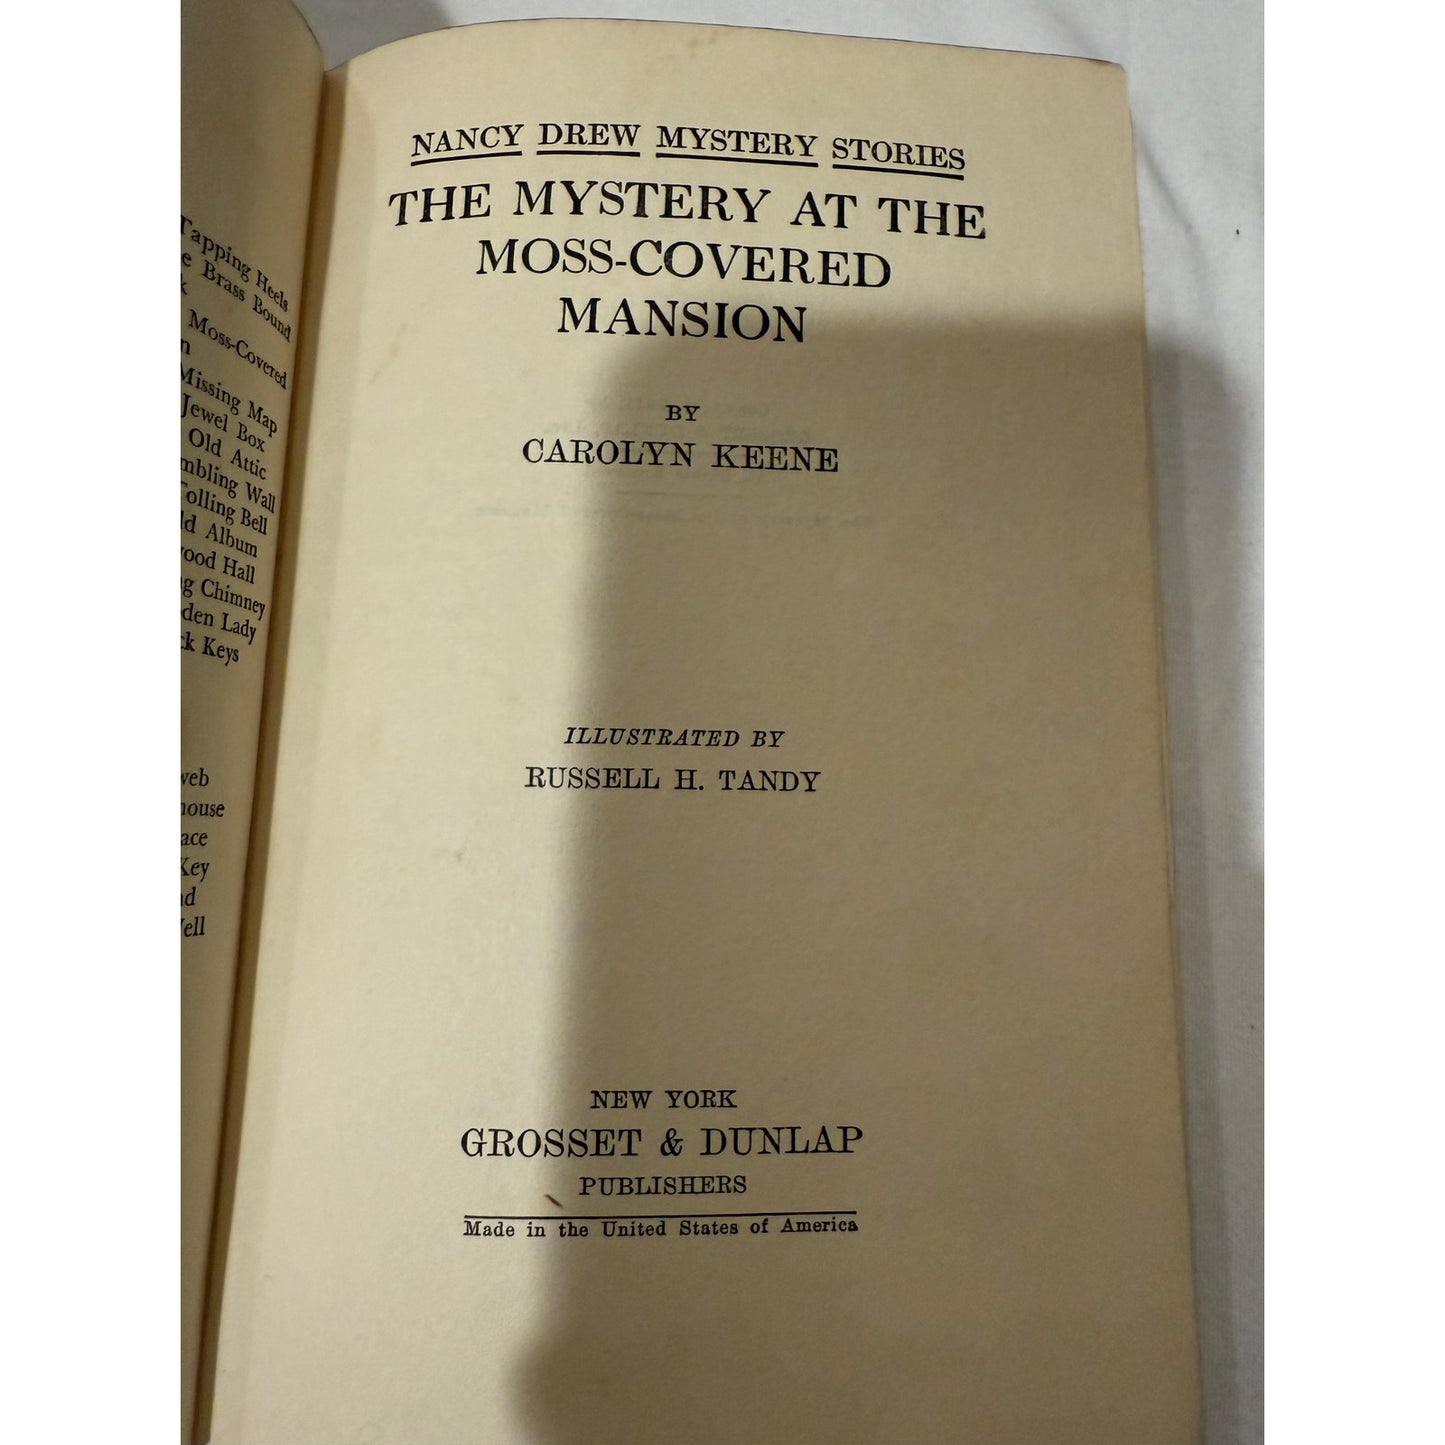 Tapping Heels
Brass Bound
Moss-Covered
Missing Map
Jewel Box
Old Attic
Wall
Bell
Album
Hall
Chimney
Lady
Keys
Key
NANCY DREW MYSTERY STORIES
THE MYSTERY AT THE
MOSS-COVERED
MANSION
BY
CAROLYN KEENE
ILLUSTRATED BY
RUSSELL H. TANDY
NEW YORK
GROSSET & DUNLAP
PUBLISHERS
Made in the United States of America